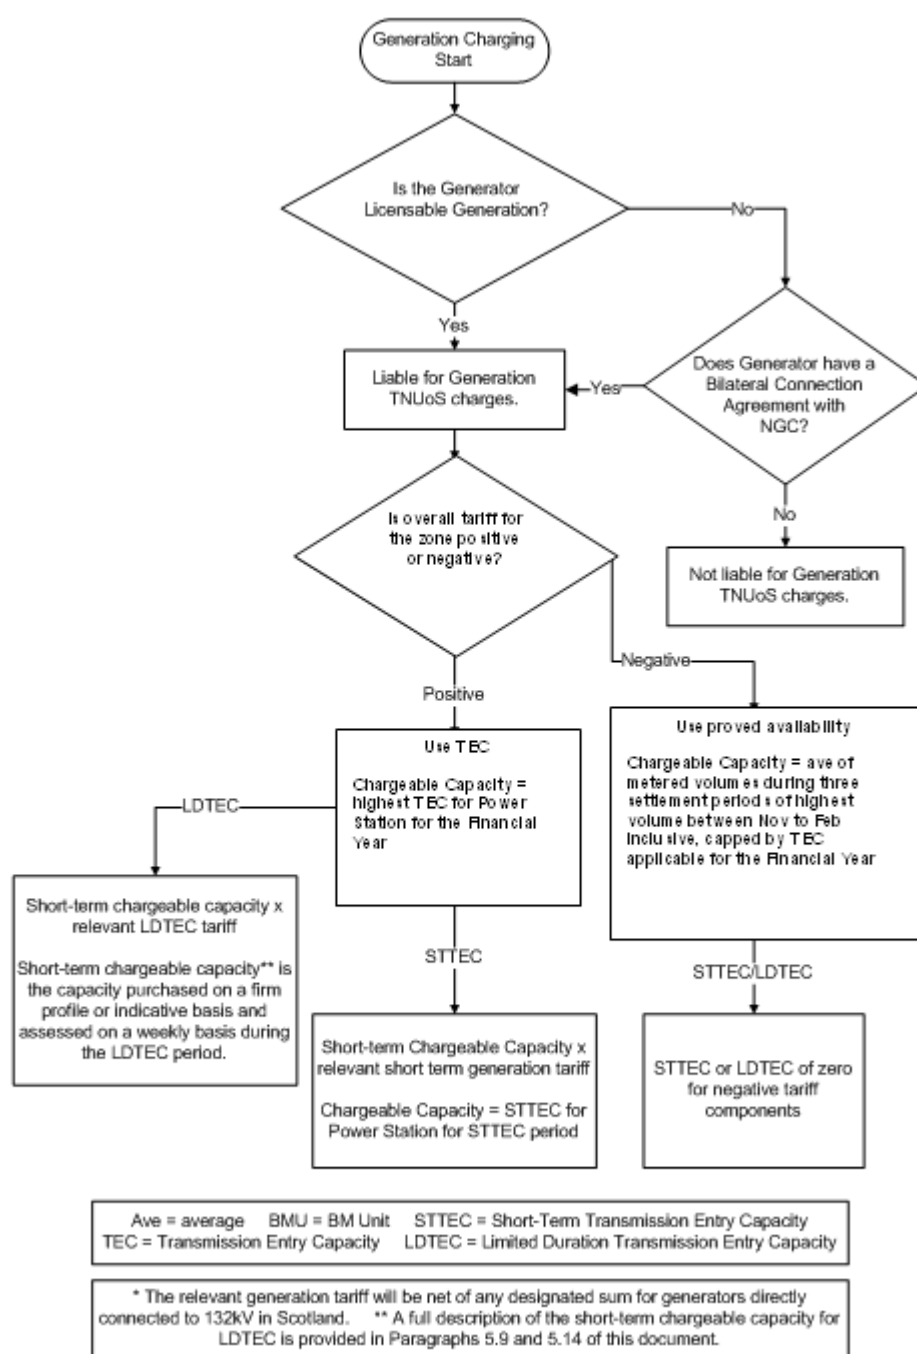 Generation Charging
Start
Is the Generator
Licensable Generation?
No
Yes
Does Generator have a
Bilateral Connection
Agreement with
NGC?
Yes
Liable for Generation
TNUoS charges.
No
Not liable for Generation
TNUoS charges.
Is overall tariff for
the zone positive
or negative?
Negative
Positive
Use TEC
Chargeable Capacity =
highest TEC for Power
Station for the Financial
Year
Use proved availability
Chargeable Capacity = ave of
metered volumes during three
settlement periods of highest
volume between Nov to Feb
inclusive, capped by TEC
applicable for the Financial Year
LDTEC
Short-term chargeable capacity x
relevant LDTEC tariff
Short-term chargeable capacity** is
the capacity purchased on a firm
profile or indicative basis and
assessed on a weekly basis during
the LDTEC period.
STTEC
Short-term Chargeable Capacity x
relevant short term generation tariff
Chargeable Capacity = STTEC for
Power Station for STTEC period
STTEC/LDTEC
STTEC or LDTEC of zero
for negative tariff
components
Ave = average BMU = BM Unit STTEC = Short-Term Transmission Entry Capacity
TEC = Transmission Entry Capacity LDTEC = Limited Duration Transmission Entry Capacity
* The relevant generation tariff will be net of any designated sum for generators directly
connected to 132kV in Scotland. ** A full description of the short-term chargeable capacity for
LDTEC is provided in Paragraphs 5.9 and 5.14 of this document.